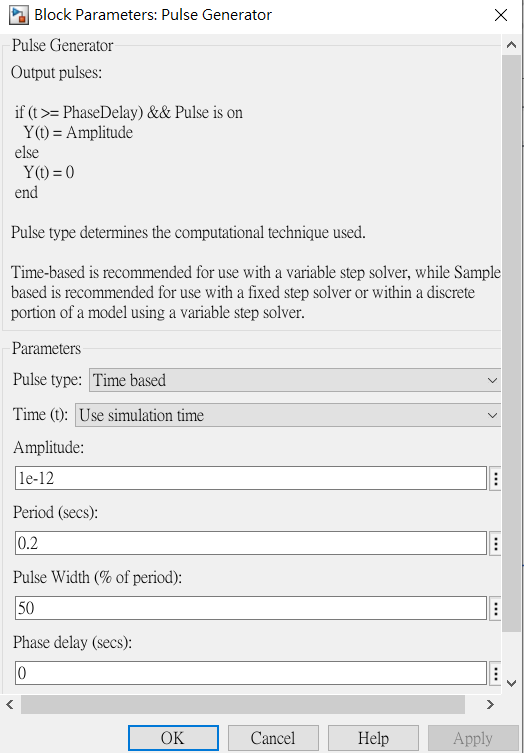 Block Parameters: Pulse Generator
Pulse Generator
Output pulses:
if (t >= PhaseDelay) && Pulse is on
Y(t) = Amplitude
else
Y(t) = 0
end
Pulse type determines the computational technique used.
Time-based is recommended for use with a variable step solver, while Sample
based is recommended for use with a fixed step solver or within a discrete
portion of a model using a variable step solver.
Parameters
Pulse type: Time based
Time (t): Use simulation time
Amplitude:
1e-12
Period (secs):
0.2
Pulse Width (% of period):
50
Phase delay (secs):
0
OK Cancel Help Apply